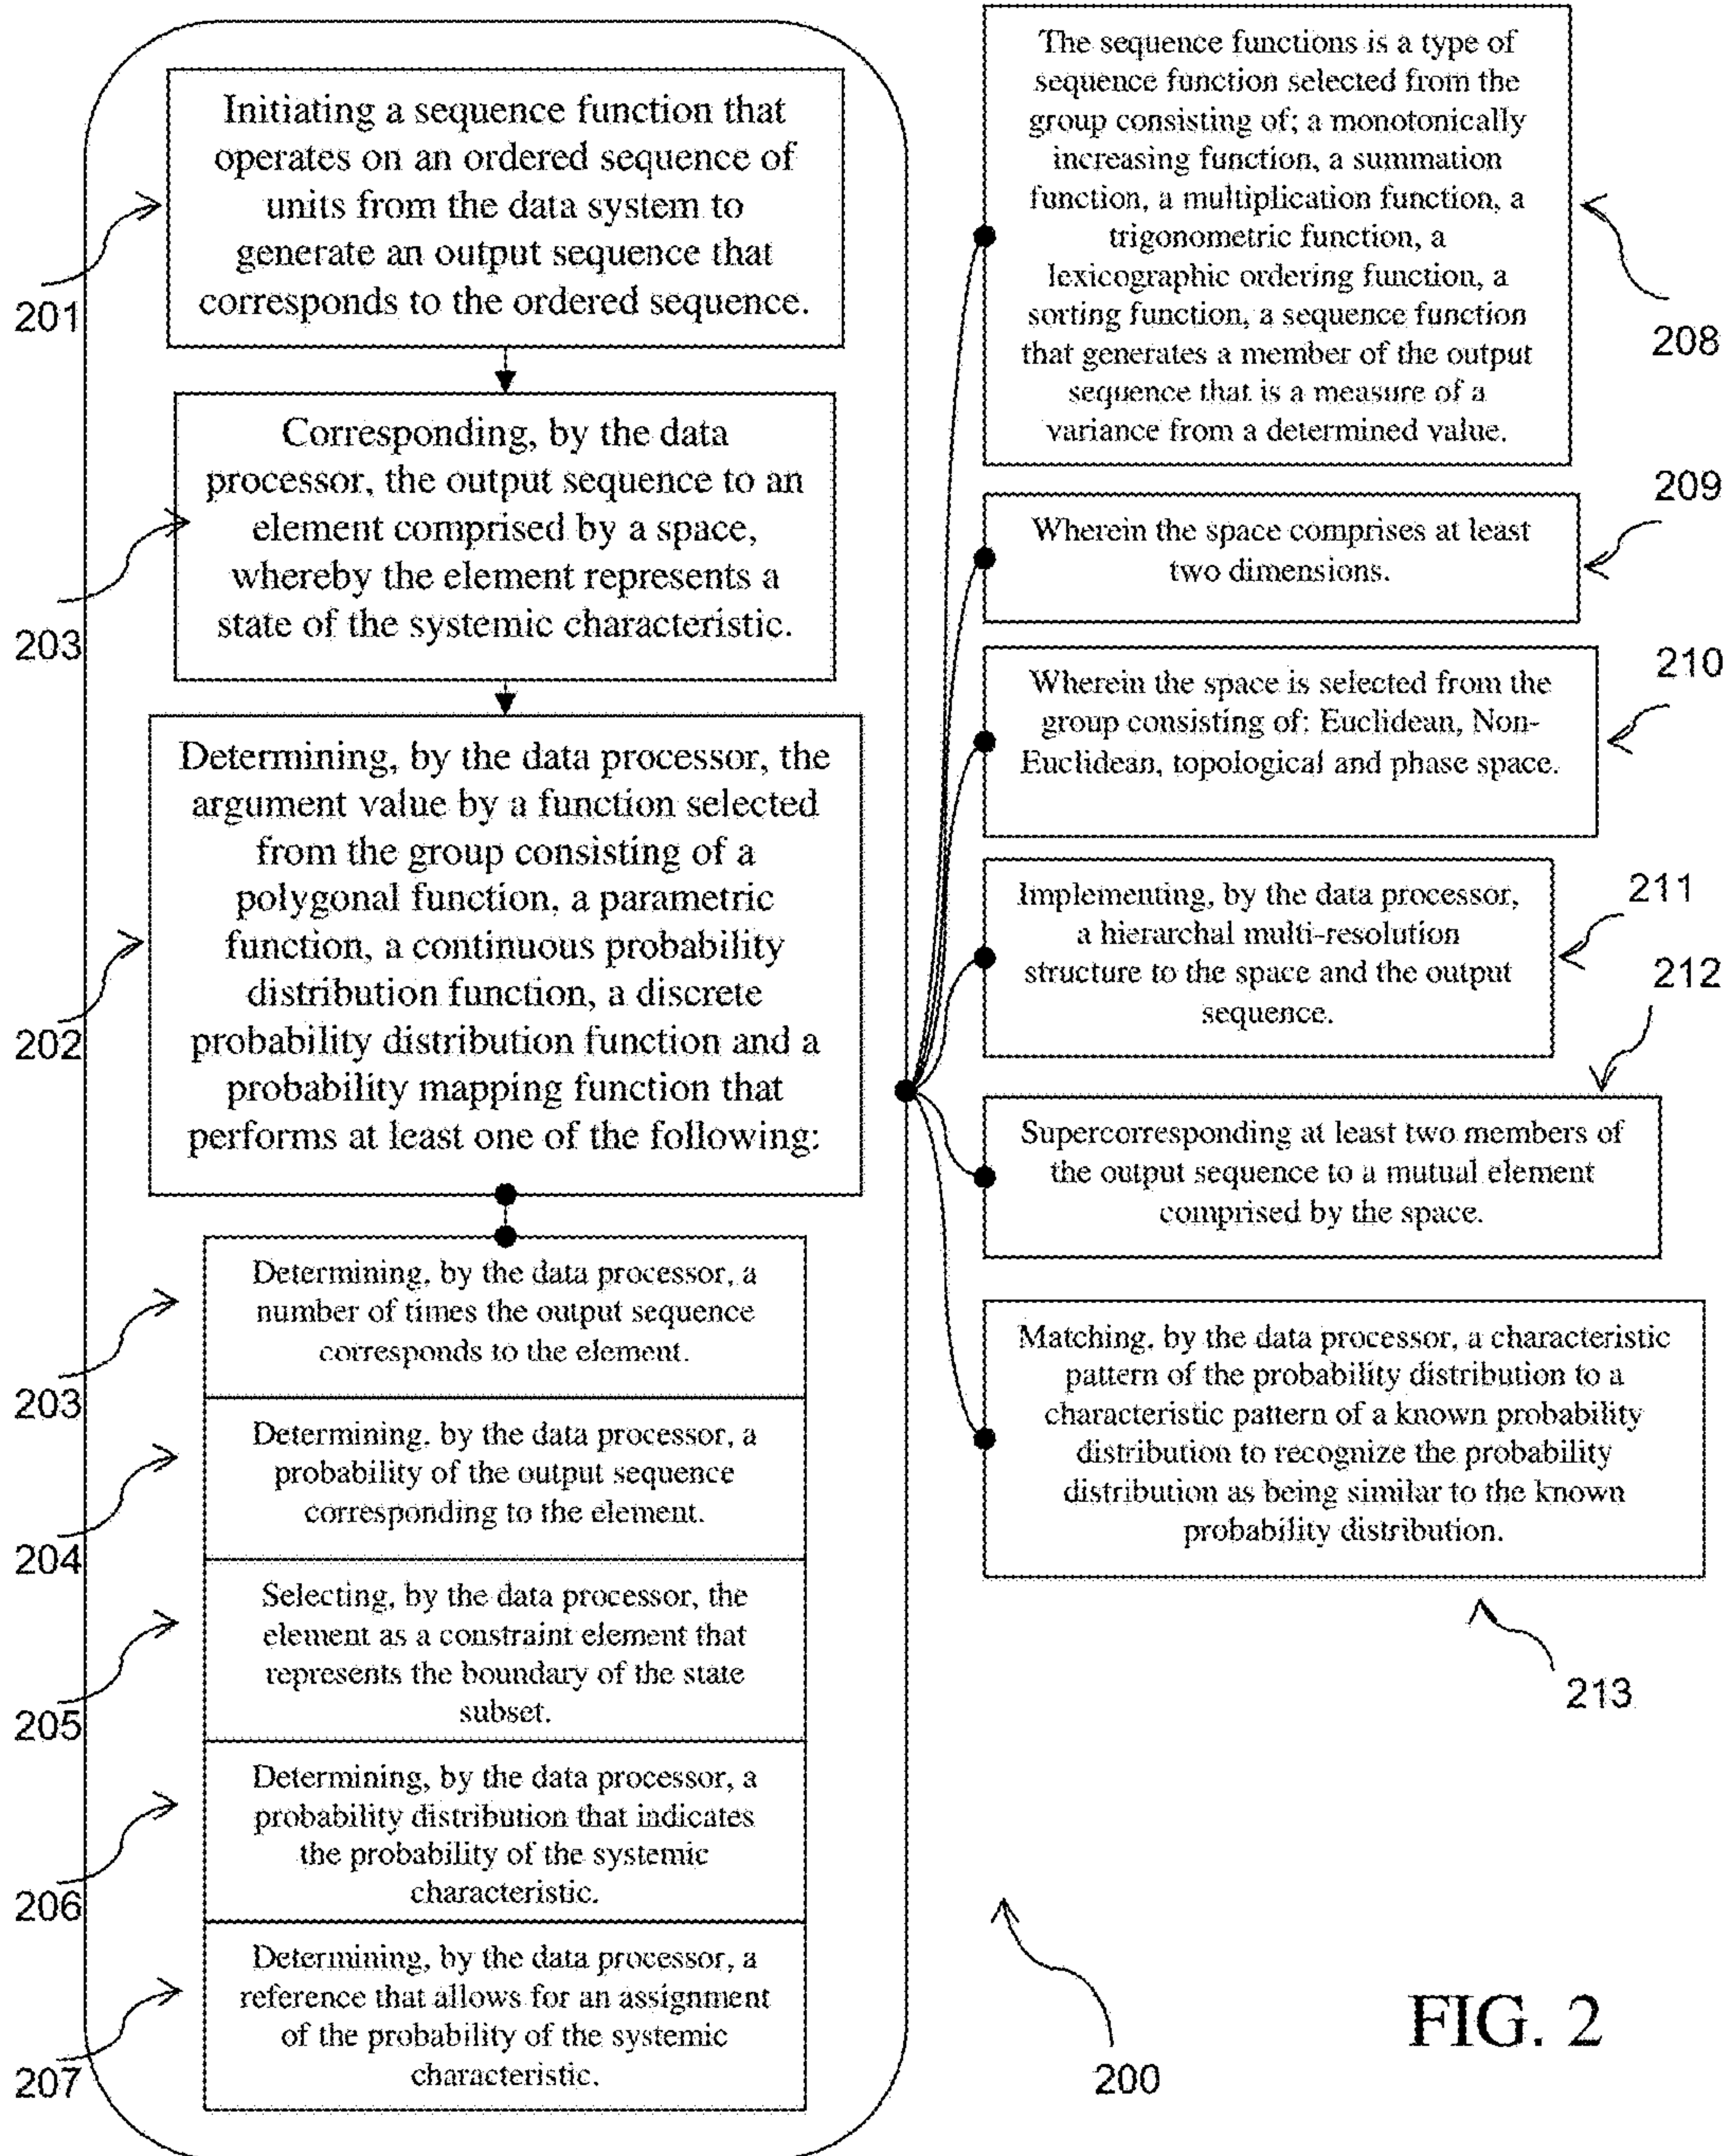 Initiating a sequence function that
operates on an ordered sequence of
units from the data system to
generate an output sequence that
corresponds to the ordered sequence.
201
Corresponding, by the data
processor, the output sequence to an
element comprised by a space,
whereby the element represents a
state of the systemic characteristic.
203
Determining, by the data processor, the
argument value by a function selected
from the group consisting of a
polygonal function, a parametric
function, a continuous probability
distribution function, a discrete
probability distribution function and a
probability mapping function that
performs at least one of the following:
202
Determining, by the data processor, a
number of times the output sequence
corresponds to the element.
203
Determining, by the data processor, a
probability of the output sequence
corresponding to the element.
204
Selecting, by the data processor, the
element as a constraint element that
represents the boundary of the state
subset.
205
Determining, by the data processor, a
probability distribution that indicates
the probability of the systemic
characteristic.
206
Determining, by the data processor, a
reference that allows for an assignment
of the probability of the systemic
characteristic.
207
The sequence functions is a type of
sequence function selected from the
group consisting of; a monotonically
increasing function, a summation
function, a multiplication function, a
trigonometric function, a
lexicographic ordering function, a
sorting function, a sequence function
that generates a member of the output
sequence that is a measure of a
variance from a determined value.
208
209
Wherein the space comprises at least
two dimensions.
210
Wherein the space is selected from the
group consisting of: Euclidean, Non-
Euclidean, topological and phase space.
211
Implementing, by the data processor,
a hierarchal multi-resolution
structure to the space and the output
sequence.
212
Supercorresponding at least two members of
the output sequence to a mutual element
comprised by the space.
Matching, by the data processor, a characteristic
pattern of the probability distribution to a
characteristic pattern of a known probability
distribution to recognize the probability
distribution as being similar to the known
probability distribution.
213
200
FIG. 2